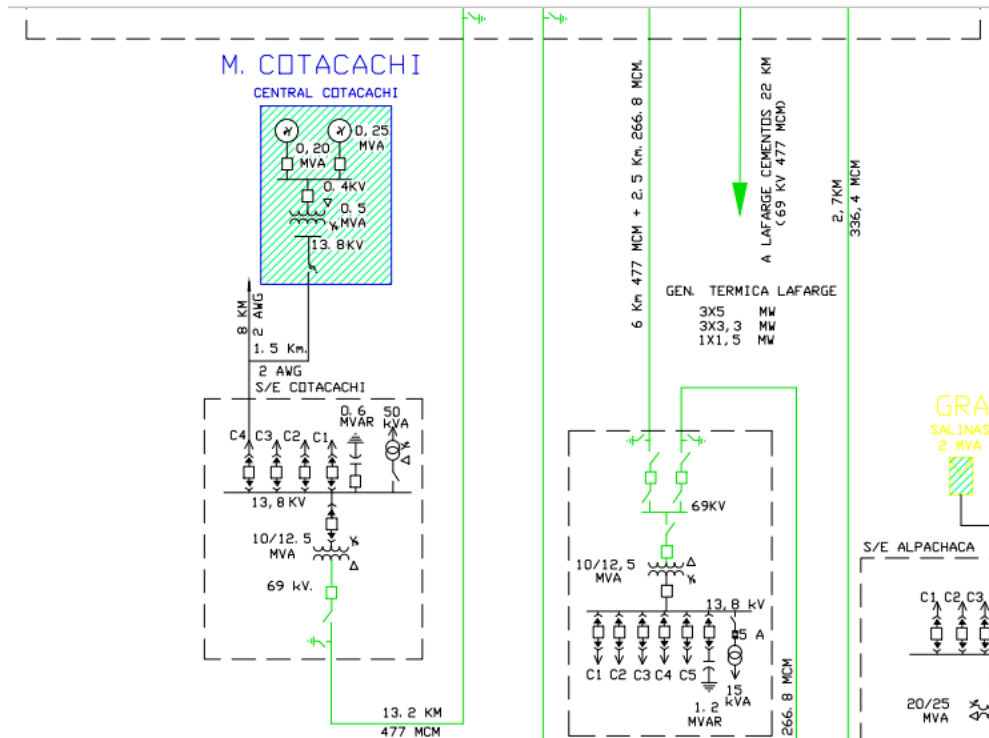 M. COTACACHI
CENTRAL COTACACHI
0,20
MVA
0,25
MVA
0.4KV
0.5
MVA
13.8KV
8 KM
2 AWG
1.5 Km.
2 AWG
S/E COTACACHI
C4
C3
C2
C1
0.6
MVAR
50
kVA
13,8KV
10/12.5
MVA
69 kV.
13.2 KM
477 MCM
6 Km 477 MCM + 2.5 Km. 266.8 MCM.
A LAFARGE CEMENTOS 22 KM
(69 KV 477 MCM)
2,7KM
336,4 MCM
GEN. TERMICA LAFARGE
3X5 MW
3X3,3 MW
1X1,5 MW
69KV
10/12,5
MVA
13,8 kV
5 A
C1 C2 C3 C4 C5
1.2
MVAR
15
kVA
266.8 MCM
GRA
SALINAS
2 MVA
S/E ALPACHACA
C1
C2
C3
20/25
MVA